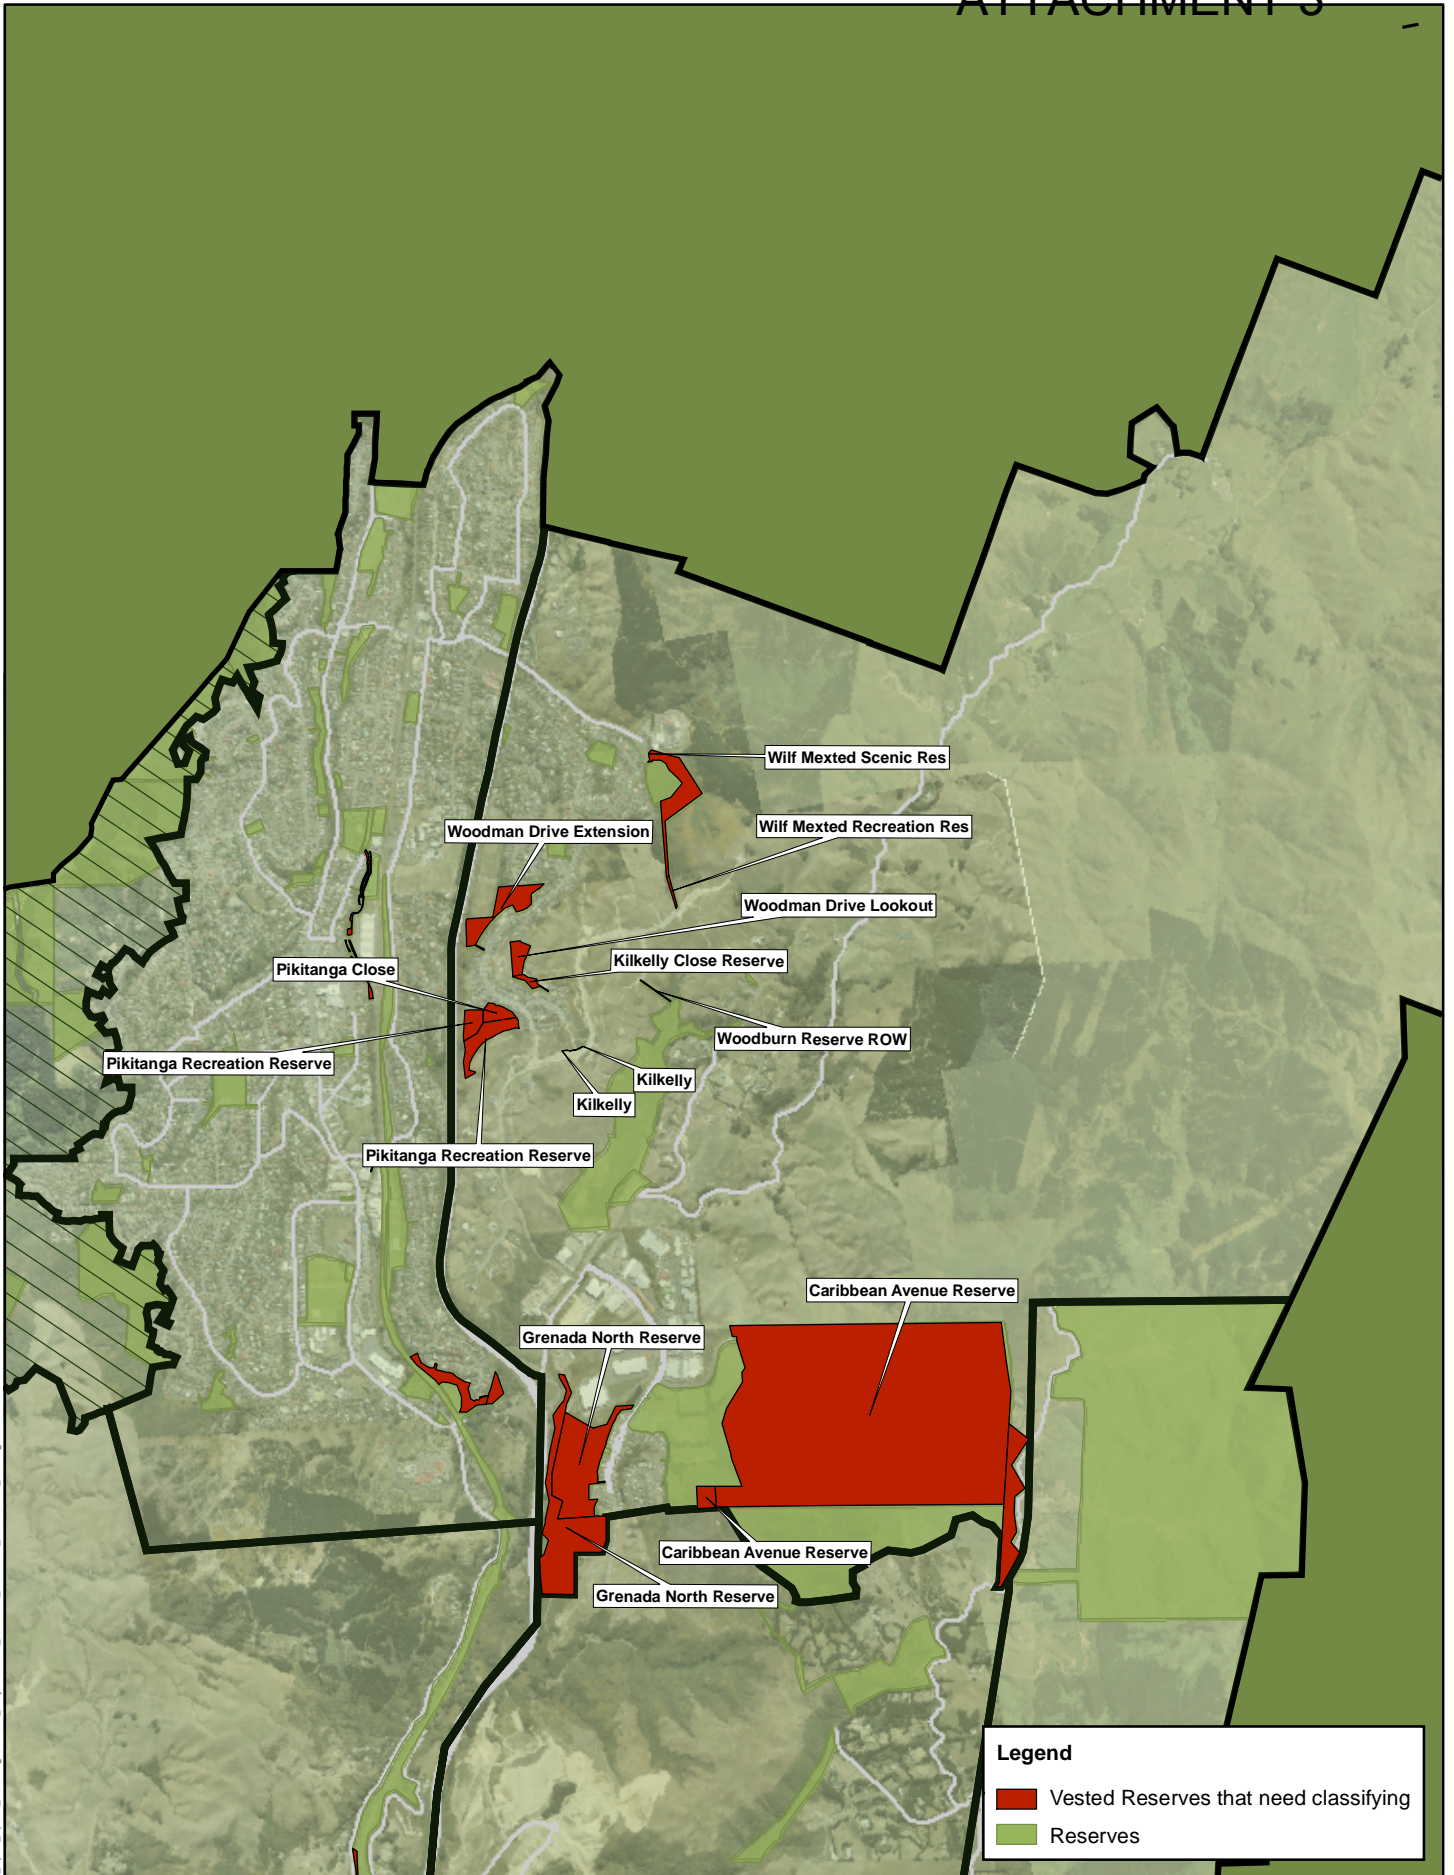 ATTACHMENT 3
Wilf Mexted Scenic Res
Wilf Mexted Recreation Res
Woodman Drive Extension
Woodman Drive Lookout
Kilkelly Close Reserve
Pikitanga Close
Woodburn Reserve ROW
Pikitanga Recreation Reserve
Kilkelly
Kilkelly
Pikitanga Recreation Reserve
Caribbean Avenue Reserve
Grenada North Reserve
Caribbean Avenue Reserve
Grenada North Reserve
Legend
Vested Reserves that need classifying
Reserves